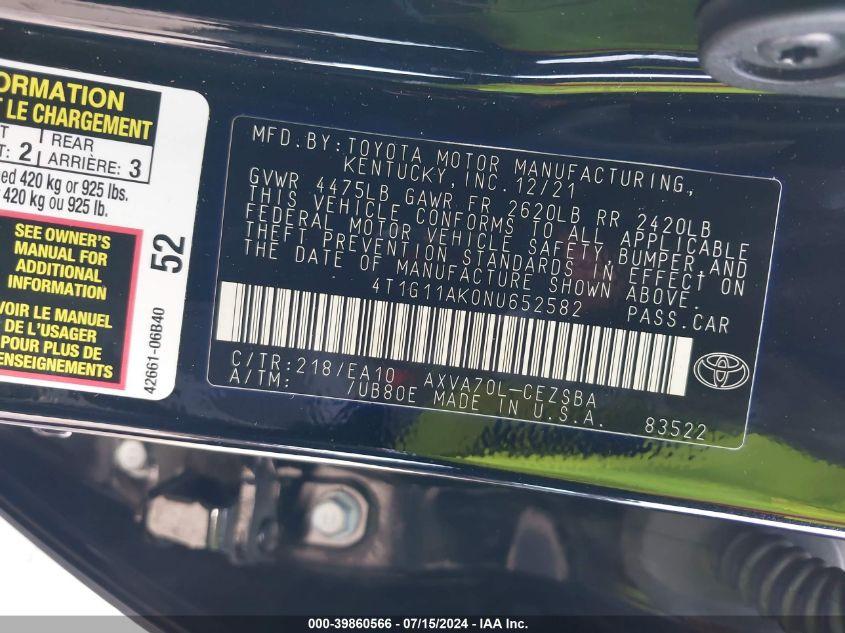 ORMATION
T LE CHARGEMENT
T REAR
T: 2 ARRIÈRE: 3
ed 420 kg or 925 lbs.
420 kg ou 925 lb.
SEE OWNER'S
MANUAL FOR
ADDITIONAL
INFORMATION
VOIR LE MANUEL
DE L'USAGER
POUR PLUS DE
ENSEIGNEMENTS
52
42661-06B40
MFD. BY: TOYOTA MOTOR MANUFACTURING,
KENTUCKY, INC. 12/21
GVWR 4475LB GAWR FR 2620LB RR 2420LB
THIS VEHICLE CONFORMS TO ALL APPLICABLE
FEDERAL MOTOR VEHICLE SAFETY, BUMPER, AND
THEFT PREVENTION STANDARDS IN EFFECT ON
THE DATE OF MANUFACTURE SHOWN ABOVE.
4T1G11AK0NU652582 PASS.CAR
C/TR: 218/EA10 AXVA70L-CEZSBA
A/TM: 7UB80E MADE IN U.S.A. 83522
000-39860566 - 07/15/2024 - IAA Inc.